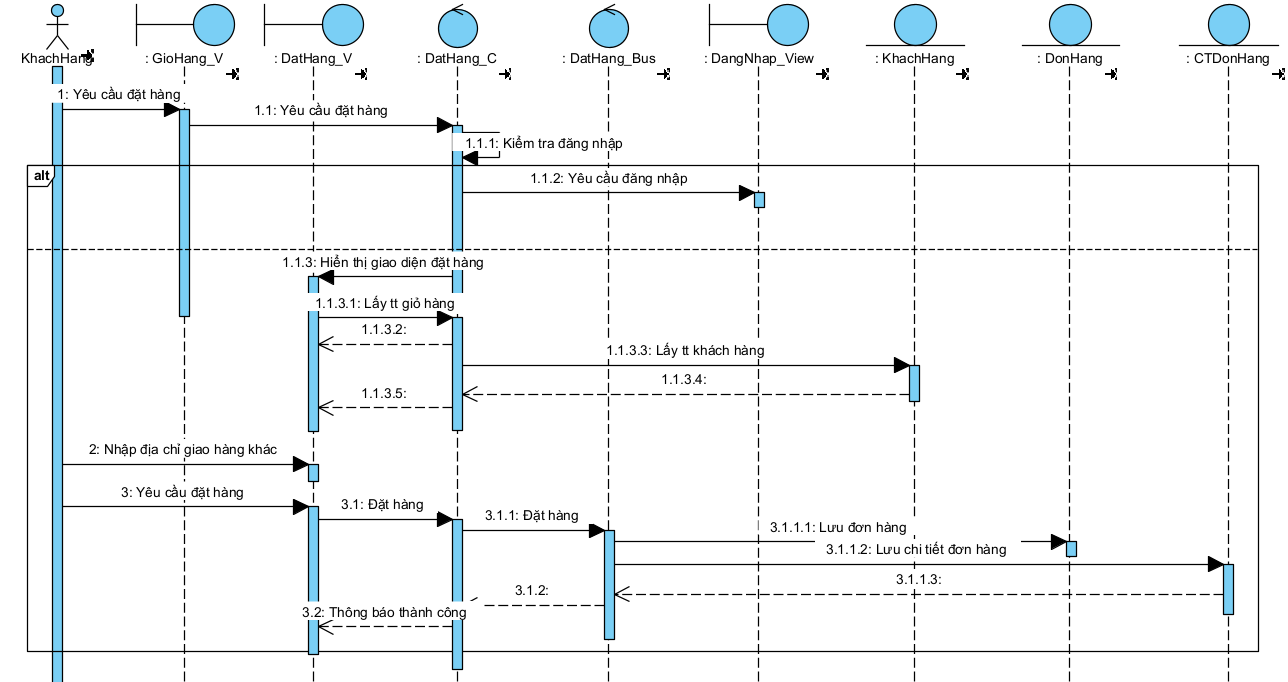 KhachHang
: GioHang_V
: DatHang_V
: DatHang_C
: DatHang_Bus
: DangNhap_View
: KhachHang
: DonHang
: CTDonHang
1: Yêu cầu đặt hàng
1.1: Yêu cầu đặt hàng
1.1.1: Kiểm tra đăng nhập
alt
1.1.2: Yêu cầu đăng nhập
1.1.3: Hiển thị giao diện đặt hàng
1.1.3.1: Lấy tt giỏ hàng
1.1.3.2:
1.1.3.3: Lấy tt khách hàng
1.1.3.4:
1.1.3.5:
2: Nhập địa chỉ giao hàng khác
3: Yêu cầu đặt hàng
3.1: Đặt hàng
3.1.1: Đặt hàng
3.1.1.1: Lưu đơn hàng
3.1.1.2: Lưu chi tiết đơn hàng
3.1.1.3:
3.1.2:
3.2: Thông báo thành công